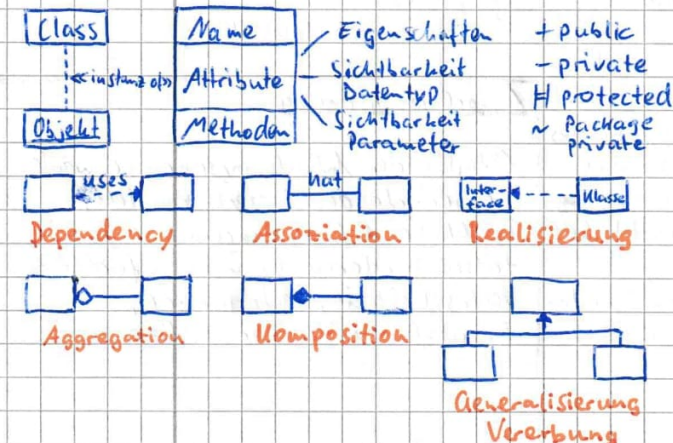 Class
Name
Eigenschaften
+ public
<<instanz of>>
Attribute
Sichtbarkeit
Datentyp
- private
# protected
Objekt
Methoden
Sichtbarkeit
Parameter
~ Package
private
uses
hat
Inter-
face
Klasse
Dependency
Assoziation
Realisierung
Aggregation
Komposition
Generalisierung
Vererbung